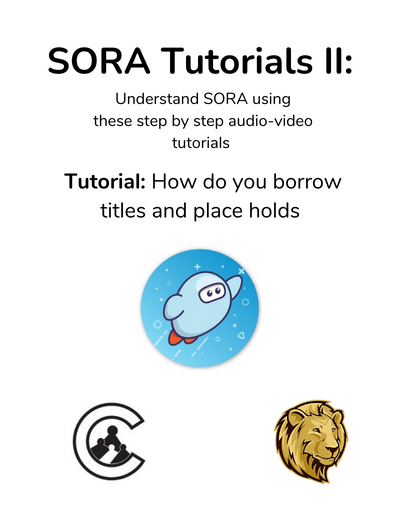 SORA Tutorials II:
Understand SORA using
these step by step audio-video
tutorials
Tutorial: How do you borrow
titles and place holds